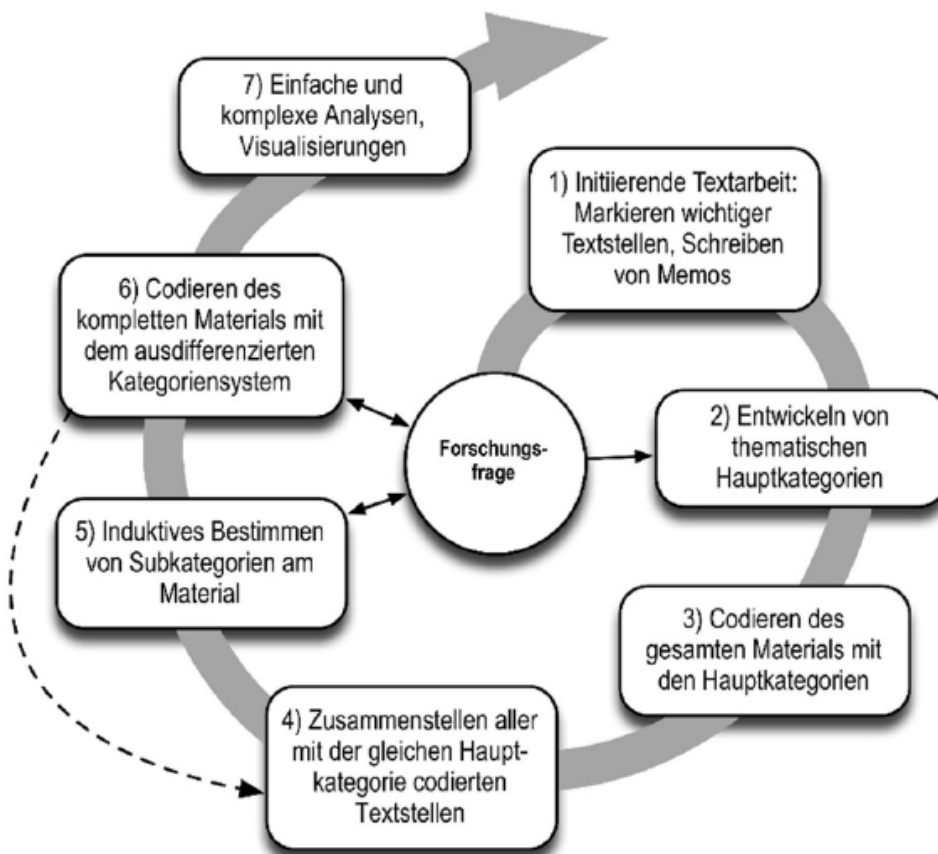 7) Einfache und
komplexe Analysen,
Visualisierungen
1) Initiierende Textarbeit:
Markieren wichtiger
Textstellen, Schreiben
von Memos
6) Codieren des
kompletten Materials mit
dem ausdifferenzierten
Kategoriensystem
Forschungs-
frage
2) Entwickeln von
thematischen
Hauptkategorien
5) Induktives Bestimmen
von Subkategorien am
Material
3) Codieren des
gesamten Materials mit
den Hauptkategorien
4) Zusammenstellen aller
mit der gleichen Haupt-
kategorie codierten
Textstellen